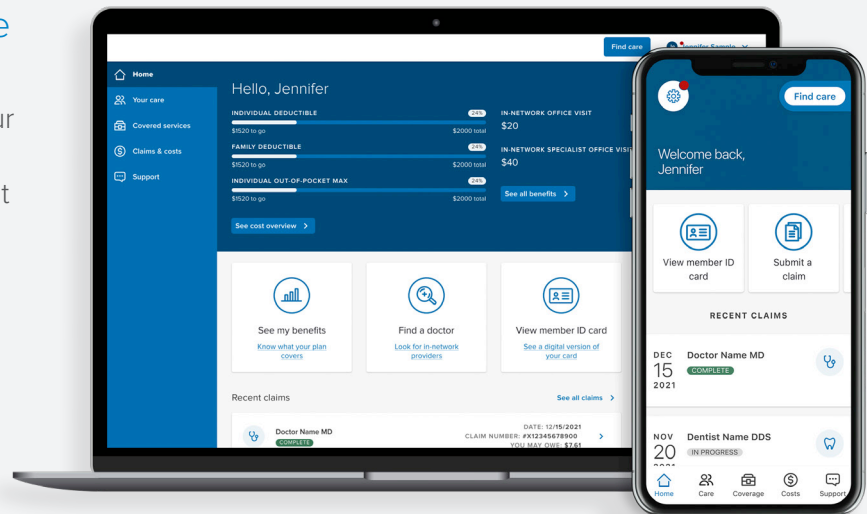 Find care
Jennifer Sample
Home
Your care
Covered services
Claims & costs
Support
Hello, Jennifer
INDIVIDUAL DEDUCTIBLE
24%
$1520 to go
$2000 total
FAMILY DEDUCTIBLE
24%
$1520 to go
$2000 total
INDIVIDUAL OUT-OF-POCKET MAX
24%
$1520 to go
$2000 total
See cost overview
IN-NETWORK OFFICE VISIT
$20
IN-NETWORK SPECIALIST OFFICE VISIT
$40
See all benefits
See my benefits
Know what your plan
covers
Find a doctor
Look for in-network
providers
View member ID card
See a digital version of
your card
Recent claims
See all claims
Doctor Name MD
COMPLETE
DATE: 12/15/2021
CLAIM NUMBER: #X12345678900
YOU MAY OWE: $7.61
Find care
Welcome back,
Jennifer
View member ID
card
Submit a
claim
RECENT CLAIMS
DEC
15
2021
Doctor Name MD
COMPLETE
NOV
20
2021
Dentist Name DDS
IN PROGRESS
Home
Care
Coverage
Costs
Support